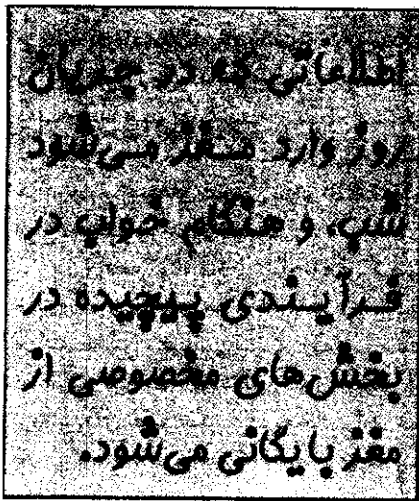 اطلاعاتی که در جریان
روز وارد مغز می‌شود
شب، و هنگام خواب در
فرآیندی پیچیده در
بخش‌های مخصوصی از
مغز بایگانی می‌شود.